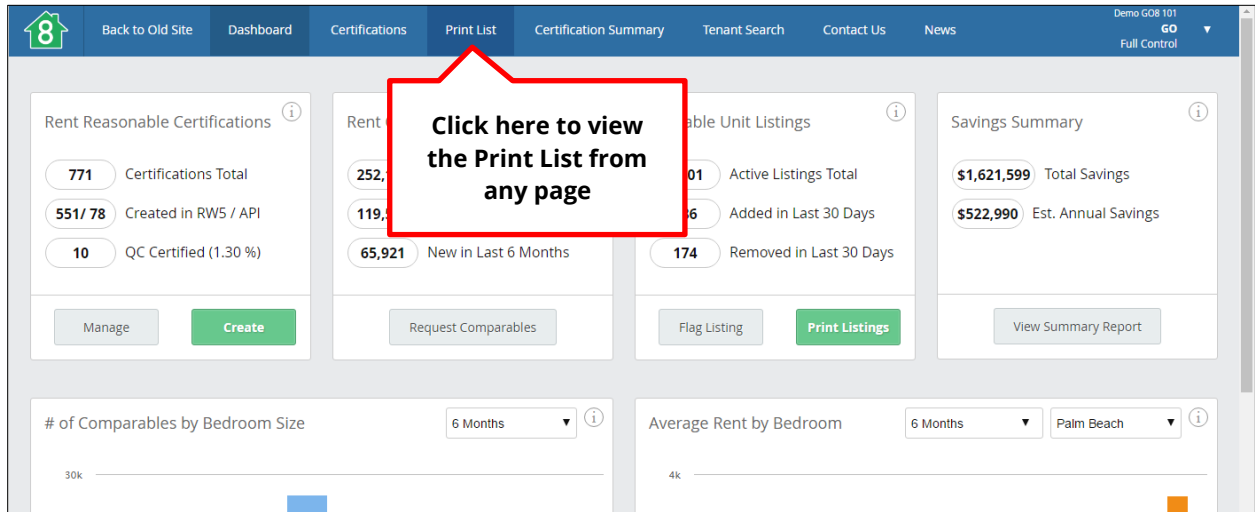 8
Back to Old Site
Dashboard
Certifications
Print List
Certification Summary
Tenant Search
Contact Us
News
Demo GO8 101
GO
Full Control
Click here to view
the Print List from
any page
Rent Reasonable Certifications
771 Certifications Total
551/ 78 Created in RW5 / API
10 QC Certified (1.30 %)
Manage
Create
Rent
65,921 New in Last 6 Months
Request Comparables
Unit Listings
Active Listings Total
Added in Last 30 Days
174 Removed in Last 30 Days
Flag Listing
Print Listings
Savings Summary
$1,621,599 Total Savings
$522,990 Est. Annual Savings
View Summary Report
# of Comparables by Bedroom Size
6 Months
30k
Average Rent by Bedroom
6 Months
Palm Beach
4k